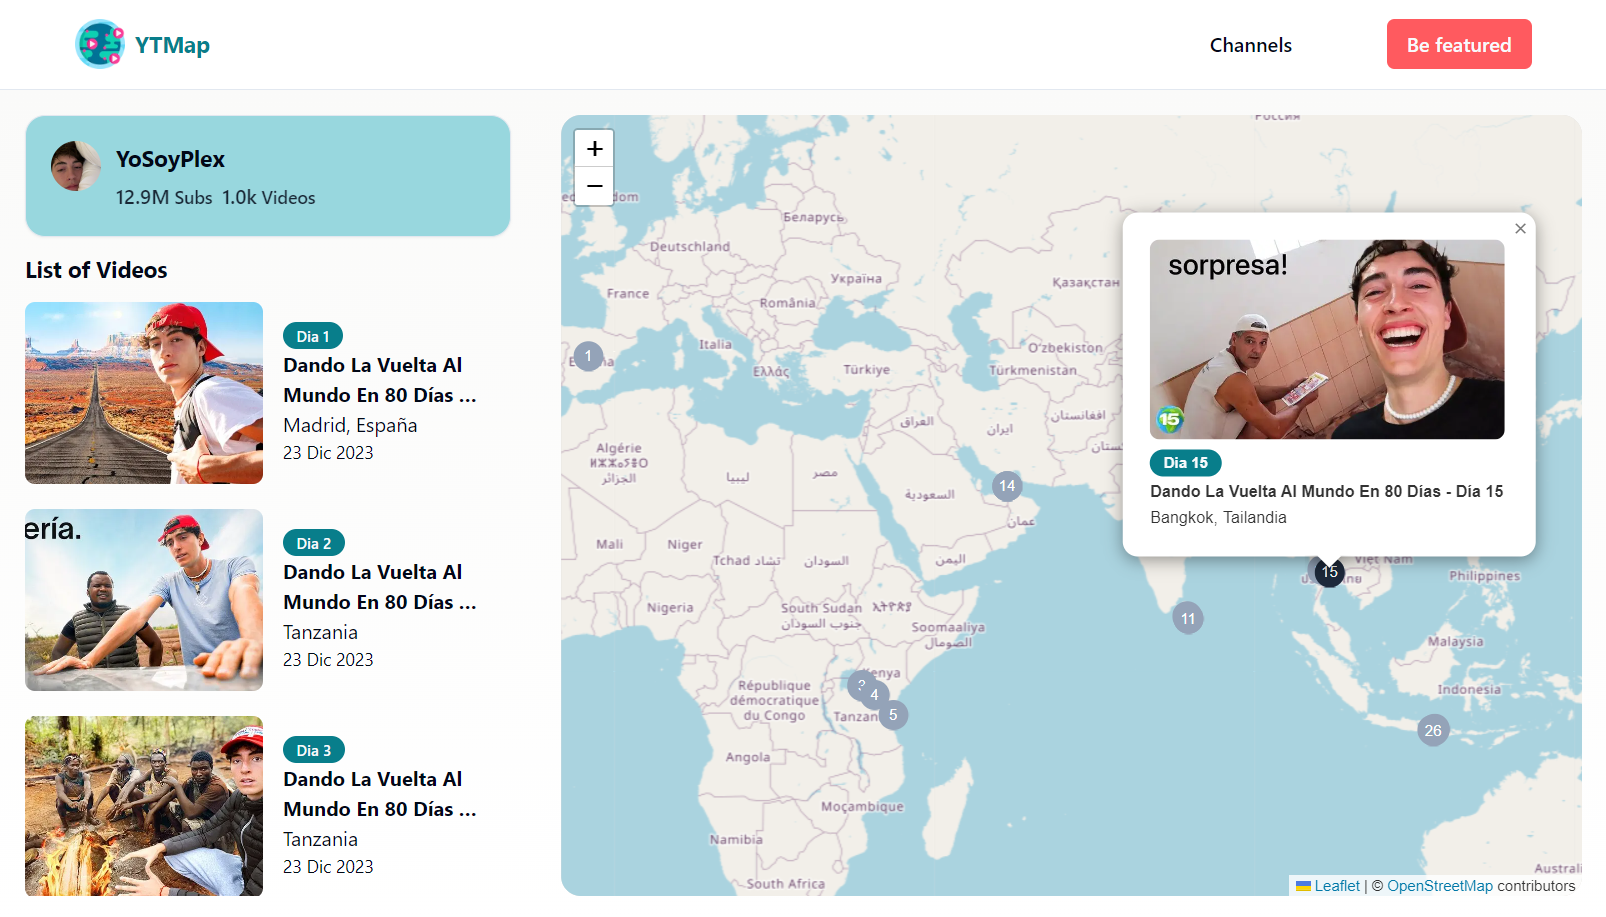 YTMap
Channels
Be featured
YoSoyPlex
12.9M Subs 1.0k Videos
List of Videos
Dia 1
Dando La Vuelta Al
Mundo En 80 Días ...
Madrid, España
23 Dic 2023
ería.
Dia 2
Dando La Vuelta Al
Mundo En 80 Días ...
Tanzania
23 Dic 2023
Dia 3
Dando La Vuelta Al
Mundo En 80 Días ...
Tanzania
23 Dic 2023
+
−
Россия
Беларусь
Deutschland
Україна
Қазақстан
France
România
Italia
O'zbekiston
1
Ελλάς
Türkiye
Türkmenistan
العراق
ایران
افغانستان
Algérie
ⵍⵣⵣⴰⵢⴻⵔ
الجزائر
ليبيا
مصر
السعودية
14
عمان
Mali
Niger
Tchad تشاد
السودان
اليمن
Nigeria
South Sudan
جنوب السودان
Soomaaliya
الصومال
11
Kenya
République
démocratique
du Congo
4
5
Angola
Moçambique
Namibia
South Africa
×
sorpresa!
15
Dia 15
Dando La Vuelta Al Mundo En 80 Días - Día 15
Bangkok, Tailandia
15
Việt Nam
Philippines
Malaysia
Indonesia
26
Leaflet | © OpenStreetMap contributors